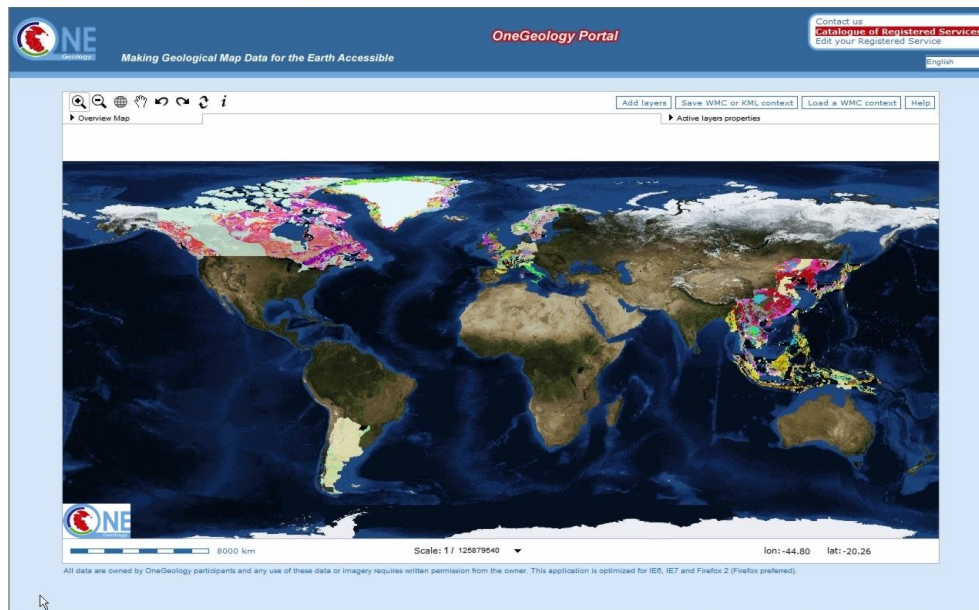 ONE
Geology
Making Geological Map Data for the Earth Accessible
OneGeology Portal
Contact us
Catalogue of Registered Services
Edit your Registered Service
English
i
Add layers
Save WMC or KML context
Load a WMC context
Help
Overview Map
Active layers properties
ONE
Geology
8000 km
Scale: 1 / 125879540
lon:-44.80
lat:-20.26
All data are owned by OneGeology participants and any use of these data or imagery requires written permission from the owner. This application is optimized for IE6, IE7 and Firefox 2 (Firefox preferred).